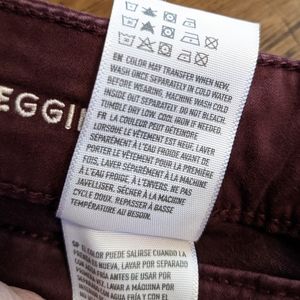 EGGI
EN COLOR MAY TRANSFER WHEN NEW,
WASH ONCE SEPARATELY IN COLD WATER
BEFORE WEARING, MACHINE WASH COLD
INSIDE OUT SEPARATELY. DO NOT BLEACH.
TUMBLE DRY LOW. COOL IRON IF NEEDED.
FR LA COULEUR PEUT DÉTEINDRE
LORSQUE LE VÊTEMENT EST NEUF, LAVER
SÉPARÉMENT À L'EAU FROIDE AVANT DE
PORTER LE VÊTEMENT POUR LA PREMIÈRE
FOIS, LAVER SÉPARÉMENT À LA MACHINE
À L'EAU FROIDE, À L'ENVERS. NE PAS
JAVELLISER. SÉCHER À LA MACHINE
CYCLE DOUX. REPASSER À BASSE
TEMPÉRATURE AU BESOIN.
SP EL COLOR PUEDE SALIRSE CUANDO LA
PRENDA ES NUEVA, LAVAR POR SEPARADO
EN AGUA FRÍA ANTES DE USAR POR
LAVAR A MÁQUINA POR
CON AGUA FRÍA Y CON EL